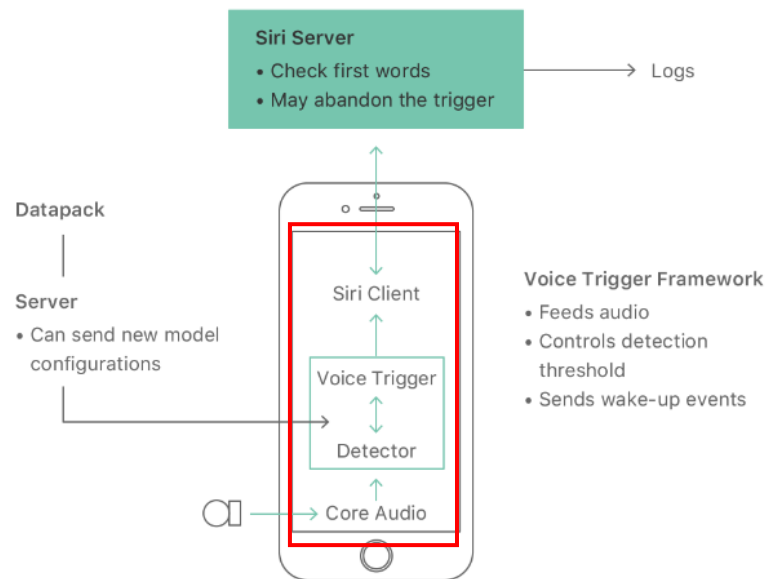 Siri Server
• Check first words
• May abandon the trigger
Logs
Datapack
Server
• Can send new model
configurations
Siri Client
Voice Trigger
Detector
Core Audio
Voice Trigger Framework
• Feeds audio
• Controls detection
threshold
• Sends wake-up events